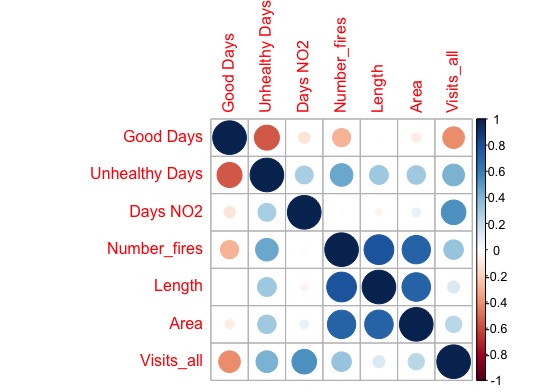 Good Days
Unhealthy Days
Days NO2
Number_fires
Length
Area
Visits_all
Good Days
Unhealthy Days
Days NO2
Number_fires
Length
Area
Visits_all
1
0.8
0.6
0.4
0.2
0
-0.2
-0.4
-0.6
-0.8
-1